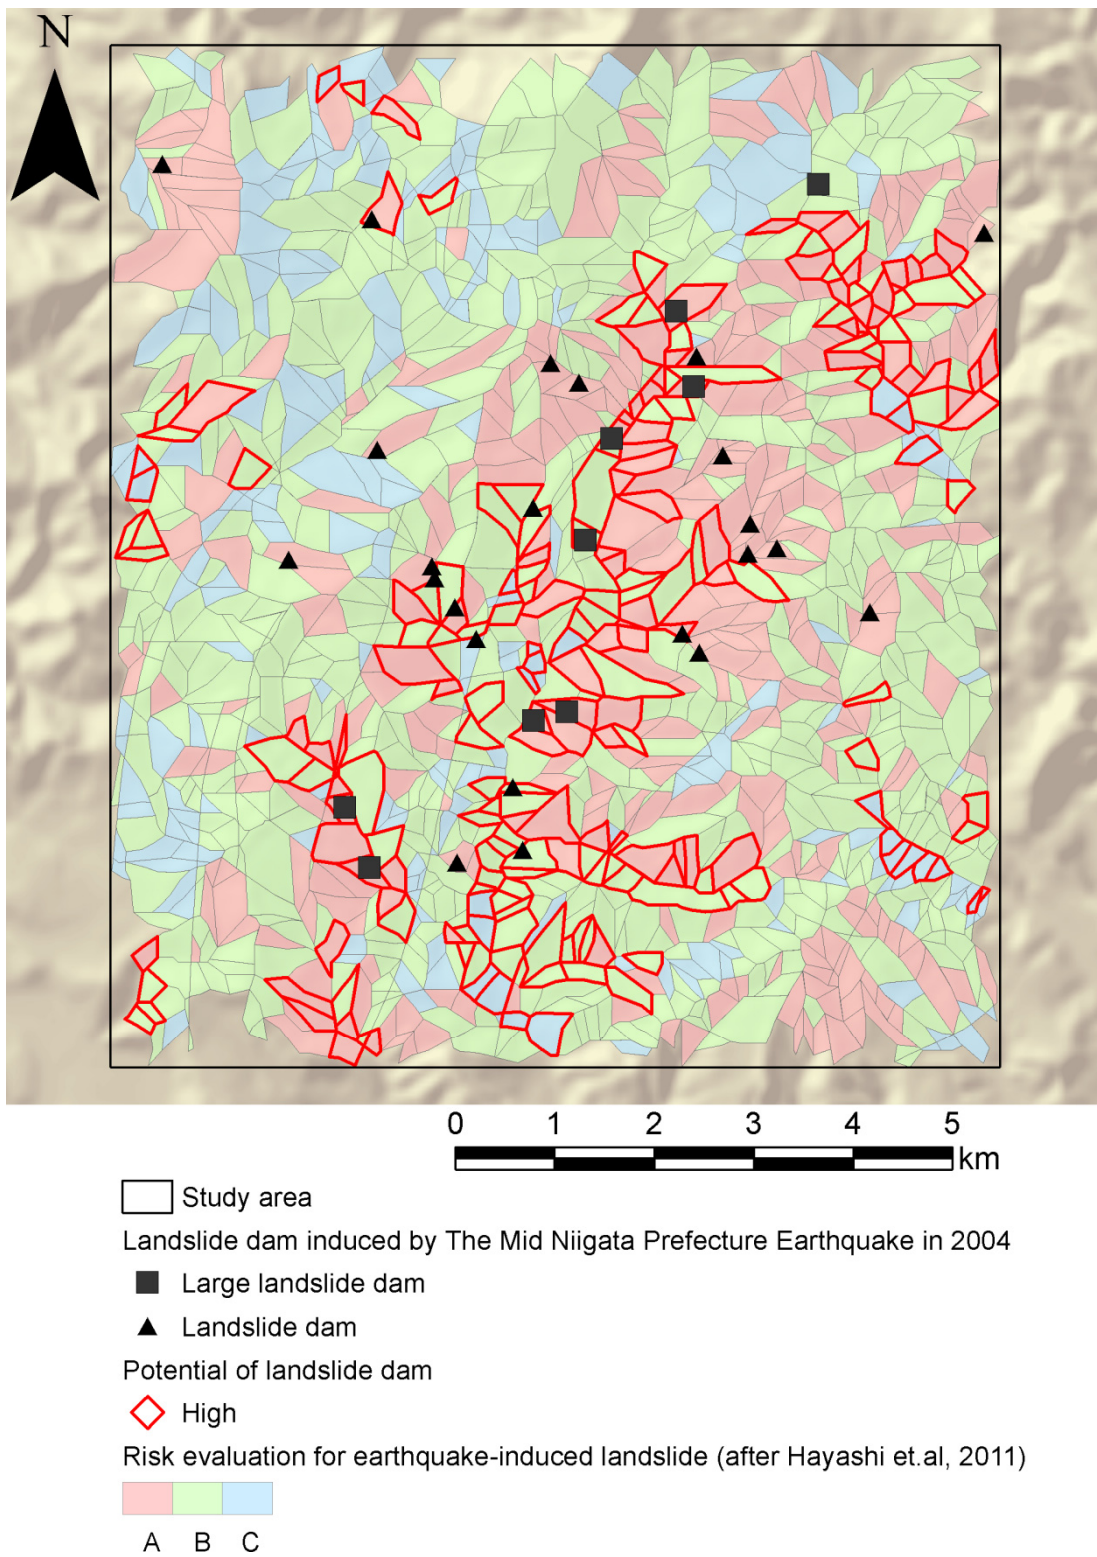 N
0 1 2 3 4 5
km
Study area
Landslide dam induced by The Mid Niigata Prefecture Earthquake in 2004
Large landslide dam
Landslide dam
Potential of landslide dam
High
Risk evaluation for earthquake-induced landslide (after Hayashi et.al, 2011)
A B C